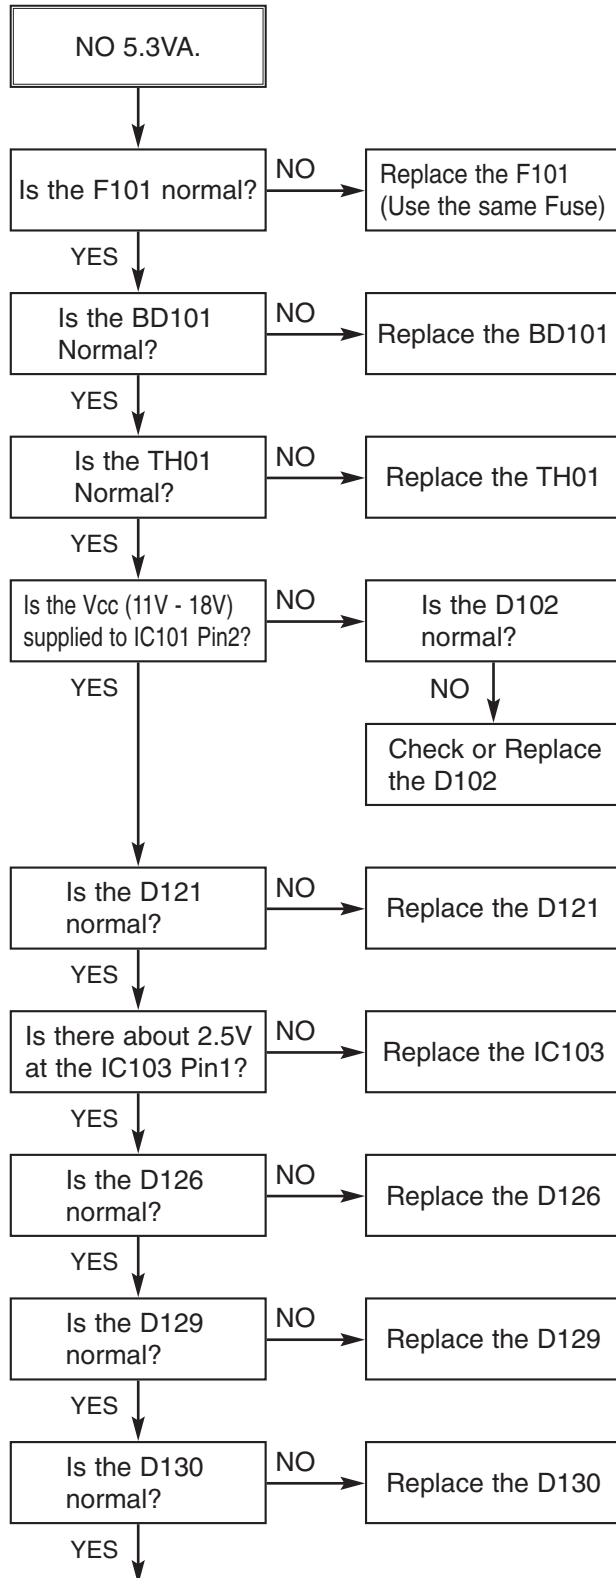 NO 5.3VA.
Is the F101 normal?
NO
Replace the F101
(Use the same Fuse)
YES
Is the BD101
Normal?
NO
Replace the BD101
YES
Is the TH01
Normal?
NO
Replace the TH01
YES
Is the Vcc (11V - 18V)
supplied to IC101 Pin2?
NO
Is the D102
normal?
NO
Check or Replace
the D102
YES
Is the D121
normal?
NO
Replace the D121
YES
Is there about 2.5V
at the IC103 Pin1?
NO
Replace the IC103
YES
Is the D126
normal?
NO
Replace the D126
YES
Is the D129
normal?
NO
Replace the D129
YES
Is the D130
normal?
NO
Replace the D130
YES